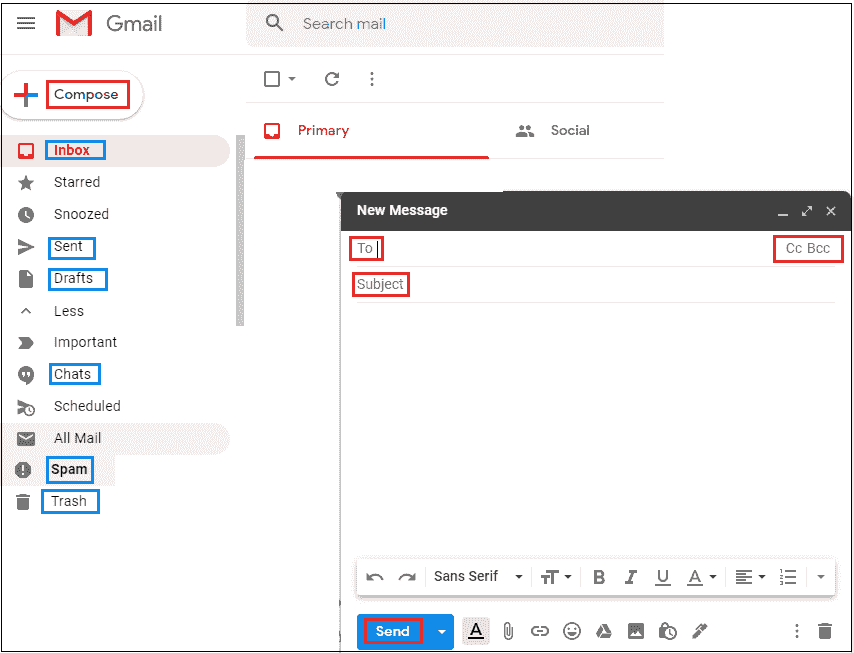 Gmail
Search mail
Compose
Primary
Social
Inbox
Starred
Snoozed
Sent
Drafts
Less
Important
Chats
Scheduled
All Mail
Spam
Trash
New Message
To
Cc Bcc
Subject
Sans Serif
Send